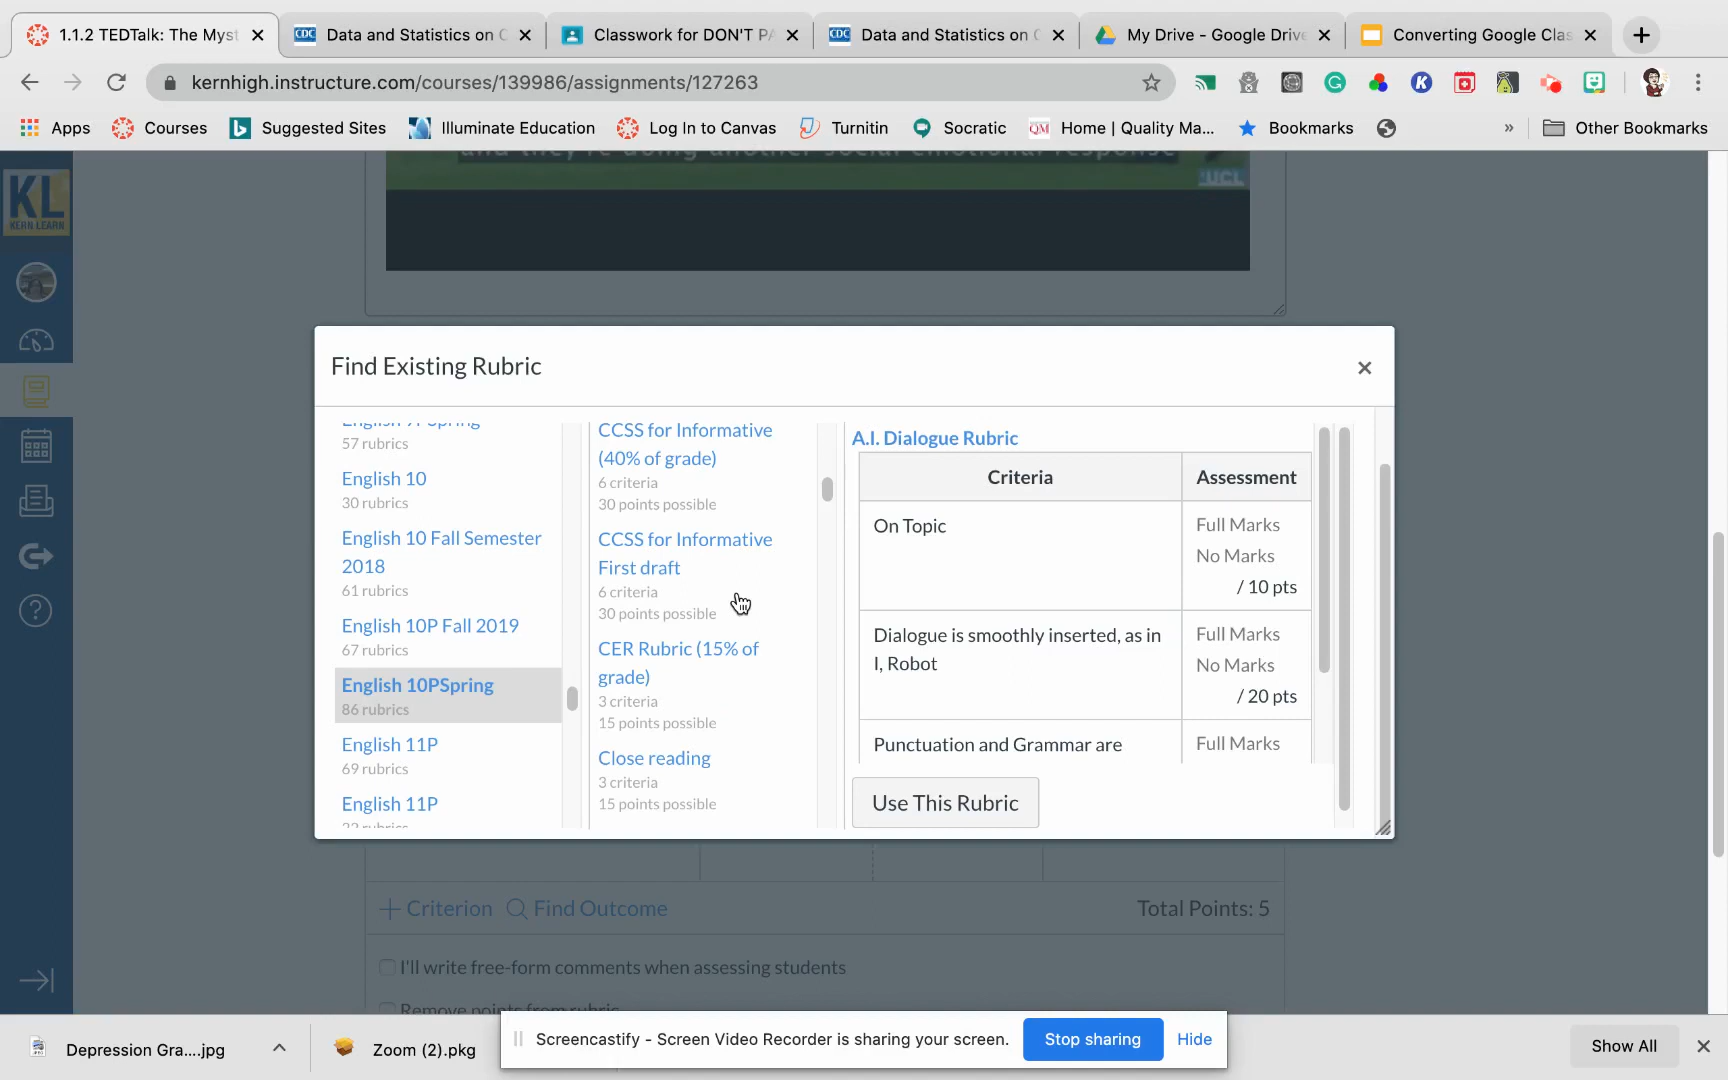 1.1.2 TEDTalk: The Myst
Data and Statistics on C
Classwork for DON'T PA
Data and Statistics on C
My Drive - Google Drive
Converting Google Clas
kernhigh.instructure.com/courses/139986/assignments/127263
Apps
Courses
Suggested Sites
Illuminate Education
Log In to Canvas
Turnitin
Socratic
QM
Home | Quality Ma...
Bookmarks
»
Other Bookmarks
and they're doing another social emotional response
UCL
KL
KERN LEARN
Find Existing Rubric
English 9PSpring
57 rubrics
English 10
30 rubrics
English 10 Fall Semester
2018
61 rubrics
English 10P Fall 2019
67 rubrics
English 10PSpring
86 rubrics
English 11P
69 rubrics
English 11P
CCSS for Informative
(40% of grade)
6 criteria
30 points possible
CCSS for Informative
First draft
6 criteria
30 points possible
CER Rubric (15% of
grade)
3 criteria
15 points possible
Close reading
3 criteria
15 points possible
A.I. Dialogue Rubric
Criteria
Assessment
On Topic
Full Marks
No Marks
/ 10 pts
Dialogue is smoothly inserted, as in
I, Robot
Full Marks
No Marks
/ 20 pts
Punctuation and Grammar are
Full Marks
Use This Rubric
+ Criterion
Find Outcome
Total Points: 5
I'll write free-form comments when assessing students
Remove points from rubric
Screencastify - Screen Video Recorder is sharing your screen.
Stop sharing
Hide
Depression Gra....jpg
Zoom (2).pkg
Show All